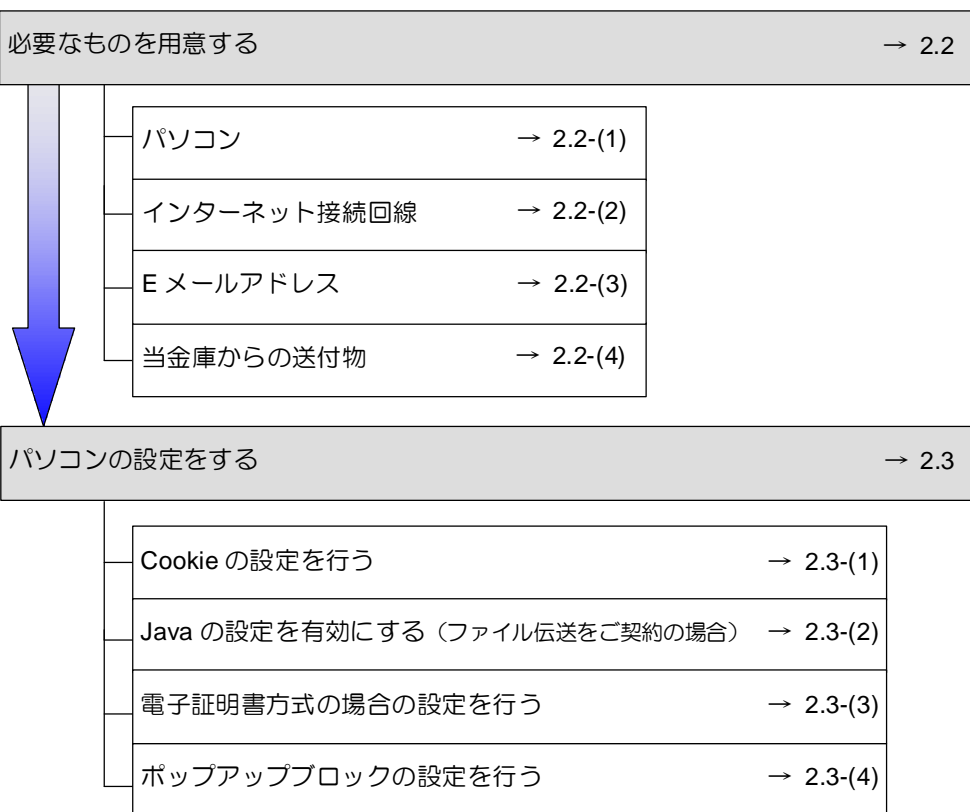 必要なものを用意する → 2.2
パソコン → 2.2-(1)
インターネット接続回線 → 2.2-(2)
E メールアドレス → 2.2-(3)
当金庫からの送付物 → 2.2-(4)
パソコンの設定をする → 2.3
Cookie の設定を行う → 2.3-(1)
Java の設定を有効にする（ファイル伝送をご契約の場合） → 2.3-(2)
電子証明書方式の場合の設定を行う → 2.3-(3)
ポップアップブロックの設定を行う → 2.3-(4)